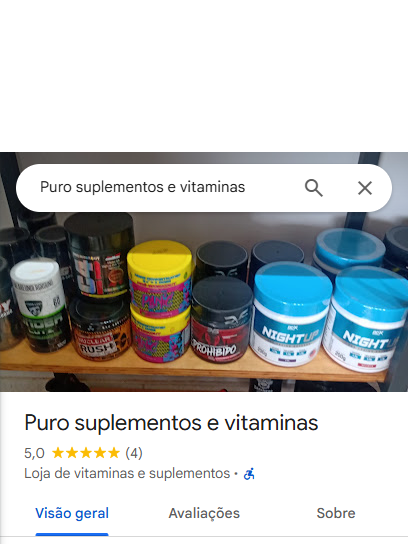 Puro suplementos e vitaminas
NIGHT UP
NIGHT
PROHIBIDO
NUCLEAR
RUSH
Puro suplementos e vitaminas
5,0 ★★★★★ (4)
Loja de vitaminas e suplementos ·
Visão geral
Avaliações
Sobre